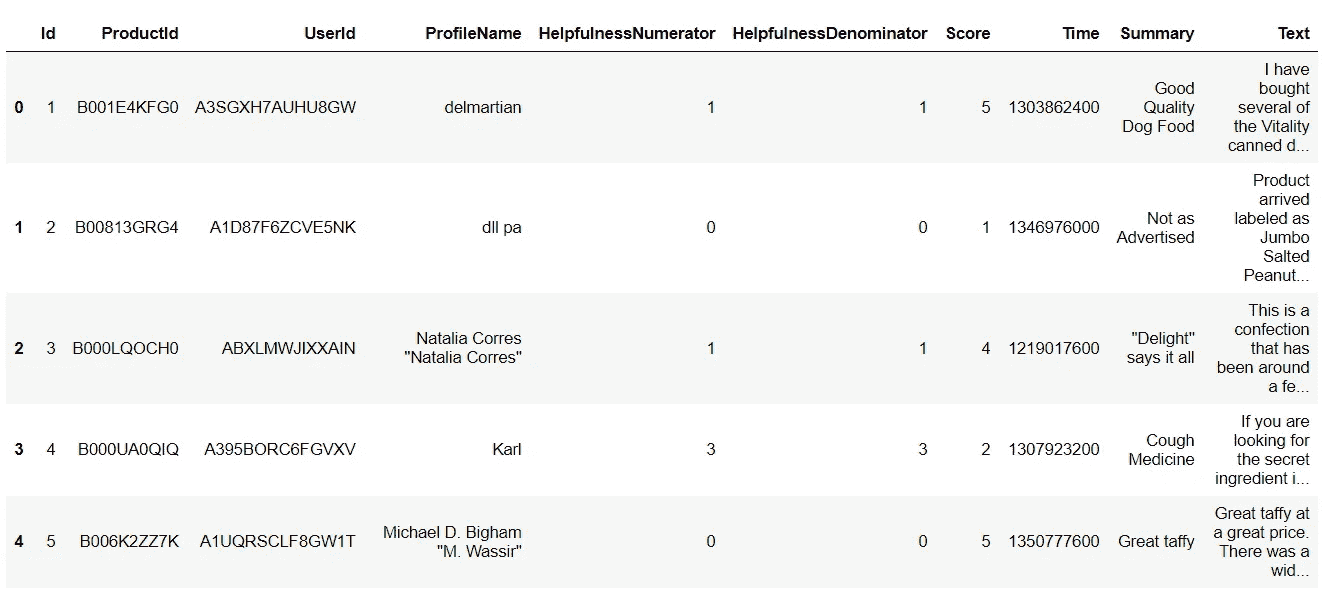 Id ProductId UserId ProfileName HelpfulnessNumerator HelpfulnessDenominator Score Time Summary Text
0 1 B001E4KFG0 A3SGXH7AUHU8GW delmartian 1 1 5 1303862400 Good Quality Dog Food I have bought several of the Vitality canned d...
1 2 B00813GRG4 A1D87F6ZCVE5NK dll pa 0 0 1 1346976000 Not as Advertised Product arrived labeled as Jumbo Salted Peanut...
2 3 B000LQOCH0 ABXLMWJIXXAIN Natalia Corres "Natalia Corres" 1 1 4 1219017600 "Delight" says it all This is a confection that has been around a fe...
3 4 B000UA0QIQ A395BORC6FGVXV Karl 3 3 2 1307923200 Cough Medicine If you are looking for the secret ingredient i...
4 5 B006K2ZZ7K A1UQRSCLF8GW1T Michael D. Bigham "M. Wassir" 0 0 5 1350777600 Great taffy Great taffy at a great price. There was a wid...